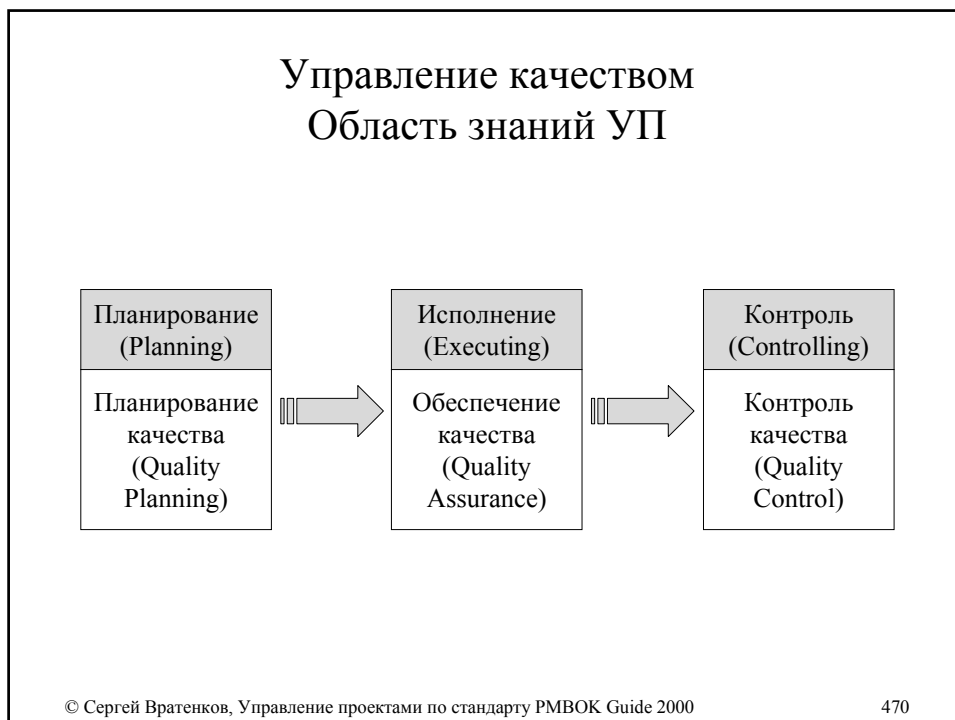 Управление качеством
Область знаний УП
Планирование
(Planning)
Планирование
качества
(Quality
Planning)
Исполнение
(Executing)
Обеспечение
качества
(Quality
Assurance)
Контроль
(Controlling)
Контроль
качества
(Quality
Control)
© Сергей Вратенков, Управление проектами по стандарту PMBOK Guide 2000
470